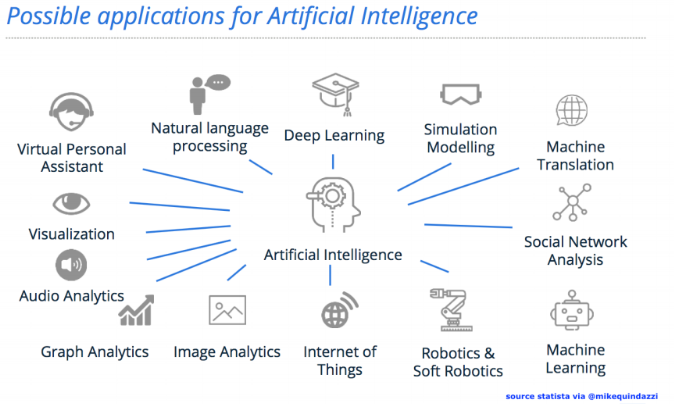 Possible applications for Artificial Intelligence
Virtual Personal
Assistant
Natural language
processing
Deep Learning
Simulation
Modelling
Machine
Translation
Visualization
Artificial Intelligence
Social Network
Analysis
Audio Analytics
Graph Analytics
Image Analytics
Internet of
Things
Robotics &
Soft Robotics
Machine
Learning
source statista via @mikequindazzi